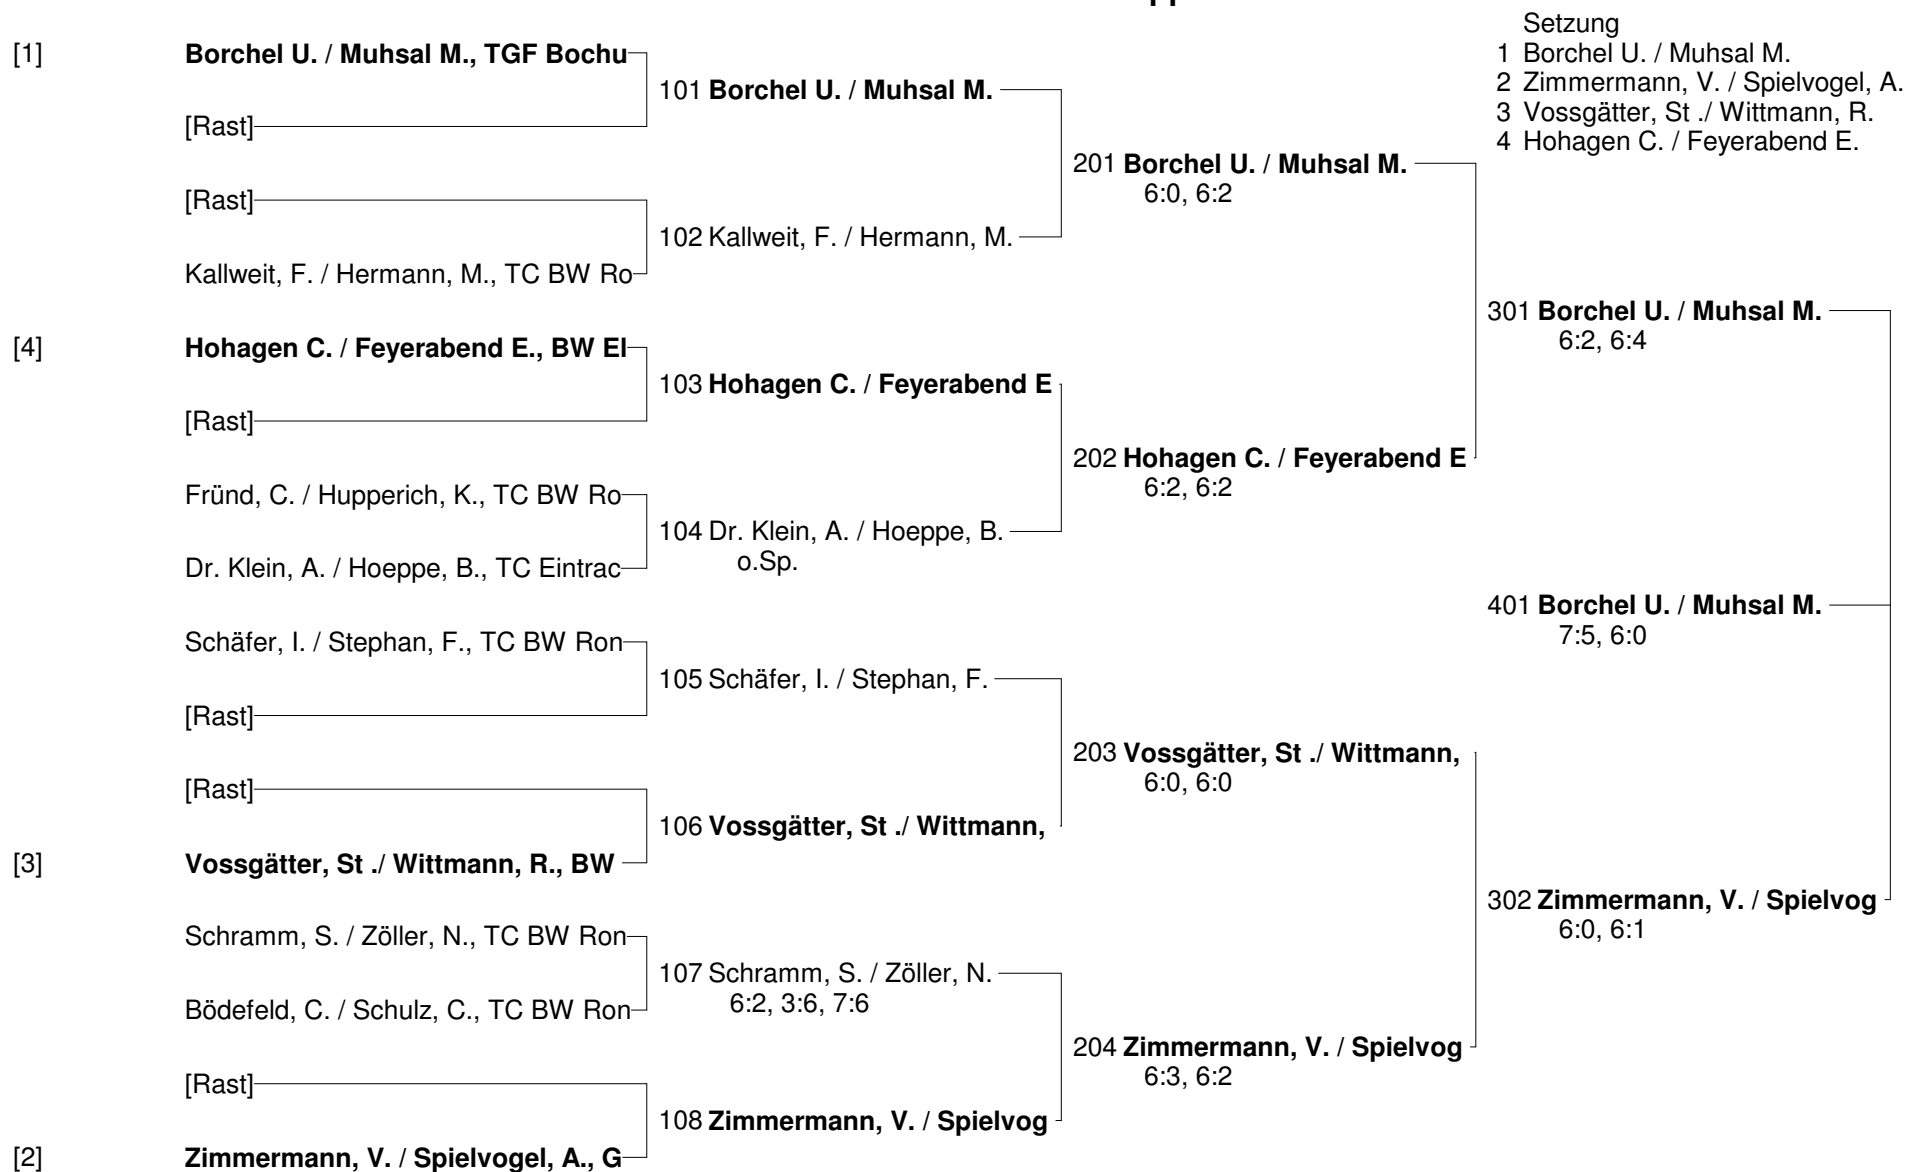 Setzung
1 Borchel U. / Muhsal M.
2 Zimmermann, V. / Spielvogel, A.
3 Vossgätter, St ./ Wittmann, R.
4 Hohagen C. / Feyerabend E.
[1] Borchel U. / Muhsal M., TGF Bochu
[Rast]
[Rast]
Kallweit, F. / Hermann, M., TC BW Ro
[4] Hohagen C. / Feyerabend E., BW El
[Rast]
Fründ, C. / Hupperich, K., TC BW Ro
Dr. Klein, A. / Hoeppe, B., TC Eintrac
Schäfer, I. / Stephan, F., TC BW Ron
[Rast]
[Rast]
[3] Vossgätter, St ./ Wittmann, R., BW
Schramm, S. / Zöller, N., TC BW Ron
Bödefeld, C. / Schulz, C., TC BW Ron
[Rast]
[2] Zimmermann, V. / Spielvogel, A., G
101 Borchel U. / Muhsal M.
102 Kallweit, F. / Hermann, M.
103 Hohagen C. / Feyerabend E
104 Dr. Klein, A. / Hoeppe, B.
o.Sp.
105 Schäfer, I. / Stephan, F.
106 Vossgätter, St ./ Wittmann,
107 Schramm, S. / Zöller, N.
6:2, 3:6, 7:6
108 Zimmermann, V. / Spielvog
201 Borchel U. / Muhsal M.
6:0, 6:2
202 Hohagen C. / Feyerabend E
6:2, 6:2
203 Vossgätter, St ./ Wittmann,
6:0, 6:0
204 Zimmermann, V. / Spielvog
6:3, 6:2
301 Borchel U. / Muhsal M.
6:2, 6:4
401 Borchel U. / Muhsal M.
7:5, 6:0
302 Zimmermann, V. / Spielvog
6:0, 6:1